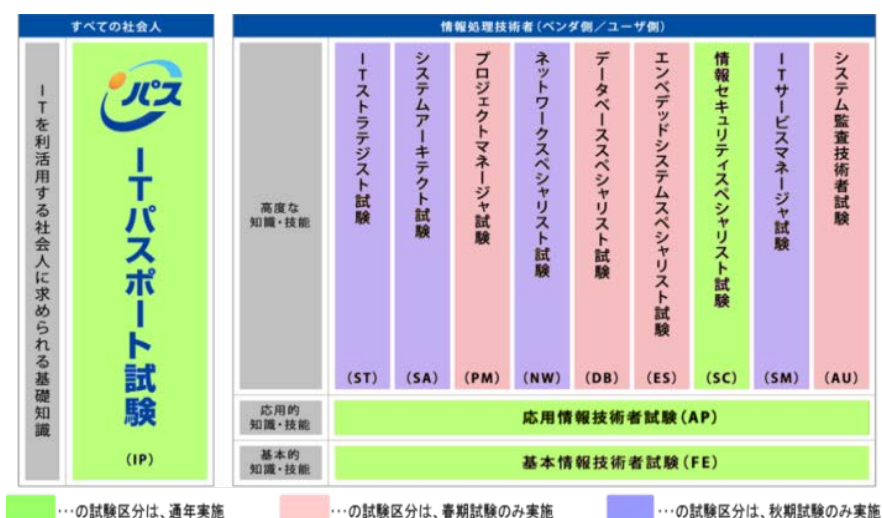 すべての社会人
ITを利活用する社会人に求められる基礎知識
iパス
ITパスポート試験
(IP)
情報処理技術者(ベンダ側/ユーザ側)
高度な
知識・技能
ITストラテジスト試験
(ST)
システムアーキテクト試験
(SA)
プロジェクトマネージャ試験
(PM)
ネットワークスペシャリスト試験
(NW)
データベーススペシャリスト試験
(DB)
エンベデッドシステムスペシャリスト試験
(ES)
情報セキュリティスペシャリスト試験
(SC)
ITサービスマネージャ試験
(SM)
システム監査技術者試験
(AU)
応用的
知識・技能
応用情報技術者試験(AP)
基本的
知識・技能
基本情報技術者試験(FE)
…の試験区分は、通年実施
…の試験区分は、春期試験のみ実施
…の試験区分は、秋期試験のみ実施